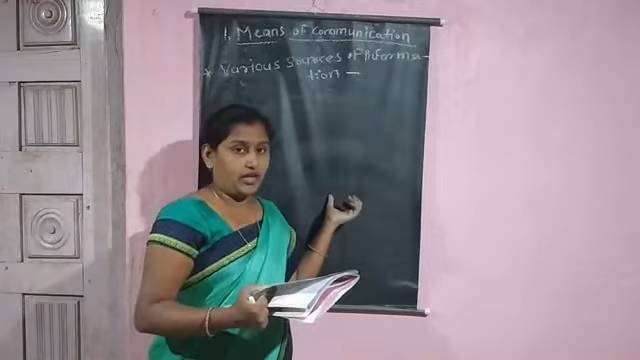 1. Means of communication
* Various Sources of Informa-
tion —